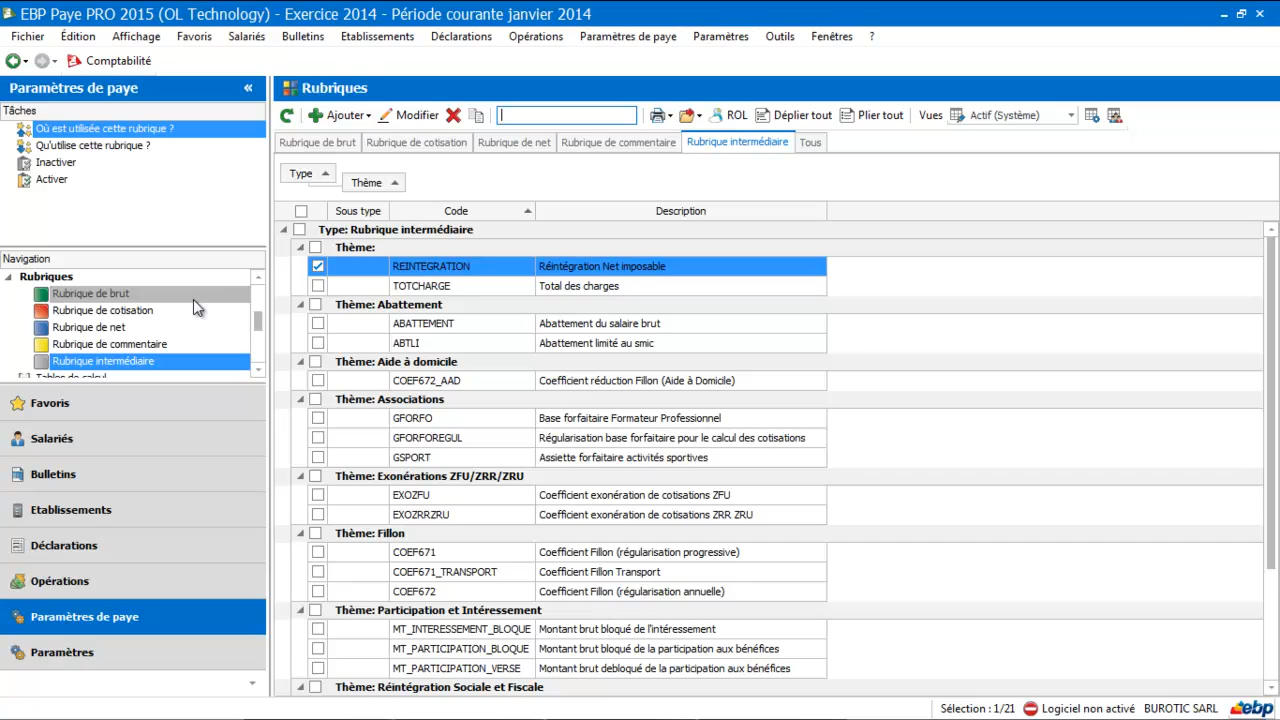 EBP Paye PRO 2015 (OL Technology) - Exercice 2014 - Période courante janvier 2014
Fichier Édition Affichage Favoris Salariés Bulletins Etablissements Déclarations Opérations Paramètres de paye Paramètres Outils Fenêtres ?
Comptabilité
Paramètres de paye «
Tâches
Où est utilisée cette rubrique ?
Qu'utilise cette rubrique ?
Inactiver
Activer
Navigation
Rubriques
Rubrique de brut
Rubrique de cotisation
Rubrique de net
Rubrique de commentaire
Rubrique intermédiaire
Tables de calcul
Favoris
Salariés
Bulletins
Etablissements
Déclarations
Opérations
Paramètres de paye
Paramètres
Rubriques
Ajouter Modifier ROL Déplier tout Plier tout Vues Actif (Système)
Rubrique de brut Rubrique de cotisation Rubrique de net Rubrique de commentaire Rubrique intermédiaire Tous
Type
Thème
Sous type Code Description
Type: Rubrique intermédiaire
Thème:
REINTEGRATION Réintégration Net imposable
TOTCHARGE Total des charges
Thème: Abattement
ABATTEMENT Abattement du salaire brut
ABTLI Abattement limité au smic
Thème: Aide à domicile
COEF672_AAD Coefficient réduction Fillon (Aide à Domicile)
Thème: Associations
GFORFO Base forfaitaire Formateur Professionnel
GFORFOREGUL Régularisation base forfaitaire pour le calcul des cotisations
GSPORT Assiette forfaitaire activités sportives
Thème: Exonérations ZFU/ZRR/ZRU
EXOZFU Coefficient exonération de cotisations ZFU
EXOZRRZRU Coefficient exonération de cotisations ZRR ZRU
Thème: Fillon
COEF671 Coefficient Fillon (régularisation progressive)
COEF671_TRANSPORT Coefficient Fillon Transport
COEF672 Coefficient Fillon (régularisation annuelle)
Thème: Participation et Intéressement
MT_INTERESSEMENT_BLOQUE Montant brut bloqué de l'intéressement
MT_PARTICIPATION_BLOQUE Montant brut bloqué de la participation aux bénéfices
MT_PARTICIPATION_VERSE Montant brut debloqué de la participation aux bénéfices
Thème: Réintégration Sociale et Fiscale
Sélection : 1/21 Logiciel non activé BUROTIC SARL ebp